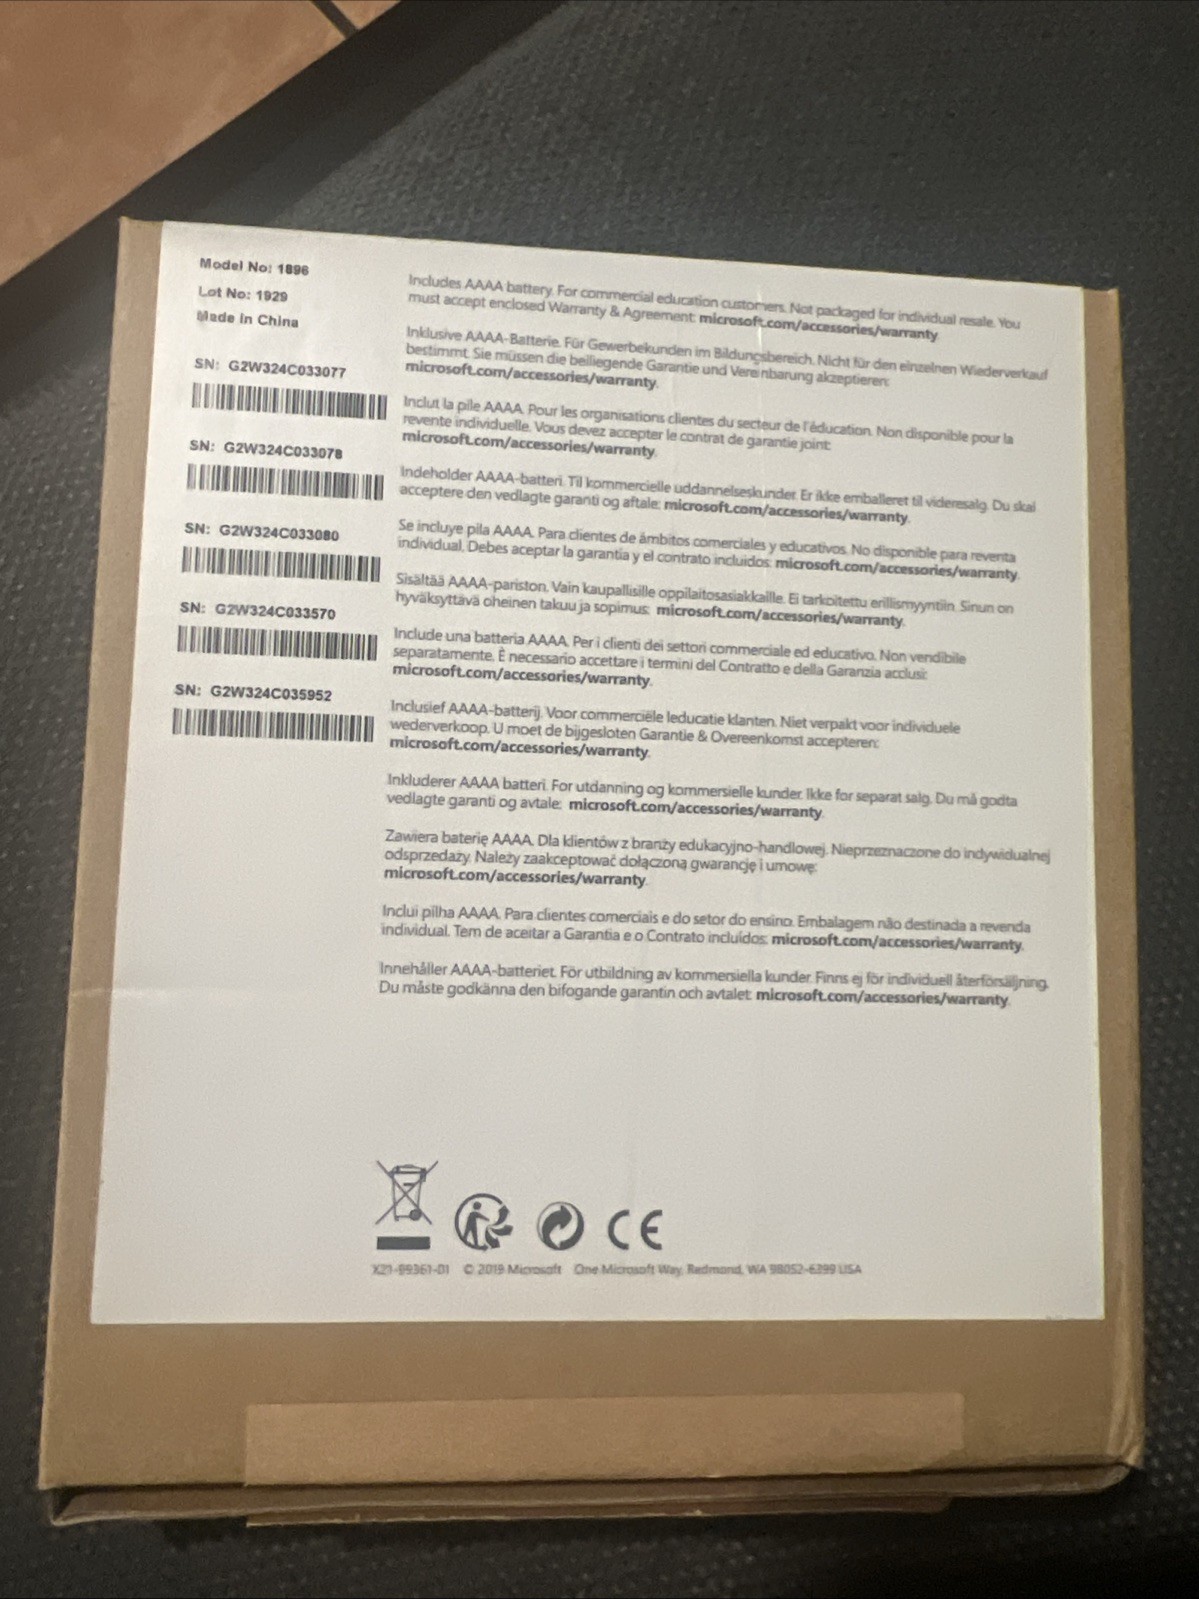 Model No: 1896
Lot No: 1929
Made in China
SN: G2W324C033077
SN: G2W324C033078
SN: G2W324C033080
SN: G2W324C033570
SN: G2W324C035952
Includes AAAA battery. For commercial education customers. Not packaged for individual resale. You
must accept enclosed Warranty & Agreement: microsoft.com/accessories/warranty.
Inklusive AAAA-Batterie. Für Gewerbekunden im Bildungsbereich. Nicht für den einzelnen Wiederverkauf
bestimmt. Sie müssen die beiliegende Garantie und Vereinbarung akzeptieren:
microsoft.com/accessories/warranty.
Inclut la pile AAAA. Pour les organisations clientes du secteur de l'éducation. Non disponible pour la
revente individuelle. Vous devez accepter le contrat de garantie joint:
microsoft.com/accessories/warranty.
Indeholder AAAA-batteri. Til kommercielle uddannelseskunder. Er ikke emballeret til videresalg. Du skal
acceptere den vedlagte garanti og aftale: microsoft.com/accessories/warranty.
Se incluye pila AAAA. Para clientes de ámbitos comerciales y educativos. No disponible para reventa
individual. Debes aceptar la garantía y el contrato incluidos: microsoft.com/accessories/warranty.
Sisältää AAAA-pariston. Vain kaupallisille oppilaitosasiakkaille. Ei tarkoitettu erillismyyntiin. Sinun on
hyväksyttävä oheinen takuu ja sopimus: microsoft.com/accessories/warranty.
Include una batteria AAAA. Per i clienti dei settori commerciale ed educativo. Non vendibile
separatamente. È necessario accettare i termini del Contratto e della Garanzia acclusi:
microsoft.com/accessories/warranty.
Inclusief AAAA-batterij. Voor commerciële leducatie klanten. Niet verpakt voor individuele
wederverkoop. U moet de bijgesloten Garantie & Overeenkomst accepteren:
microsoft.com/accessories/warranty.
Inkluderer AAAA batteri. For utdanning og kommersielle kunder. Ikke for separat salg. Du må godta
vedlagte garanti og avtale: microsoft.com/accessories/warranty.
Zawiera baterię AAAA. Dla klientów z branży edukacyjno-handlowej. Nieprzeznaczone do indywidualnej
odsprzedaży. Należy zaakceptować dołączoną gwarancję i umowę:
microsoft.com/accessories/warranty.
Inclui pilha AAAA. Para clientes comerciais e do setor do ensino. Embalagem não destinada a revenda
individual. Tem de aceitar a Garantia e o Contrato incluídos: microsoft.com/accessories/warranty.
Innehåller AAAA-batteriet. För utbildning av kommersiella kunder. Finns ej för individuell återförsäljning.
Du måste godkänna den bifogande garantin och avtalet: microsoft.com/accessories/warranty.
CE
X21-99361-01 © 2019 Microsoft One Microsoft Way, Redmond, WA 98052-6399 USA